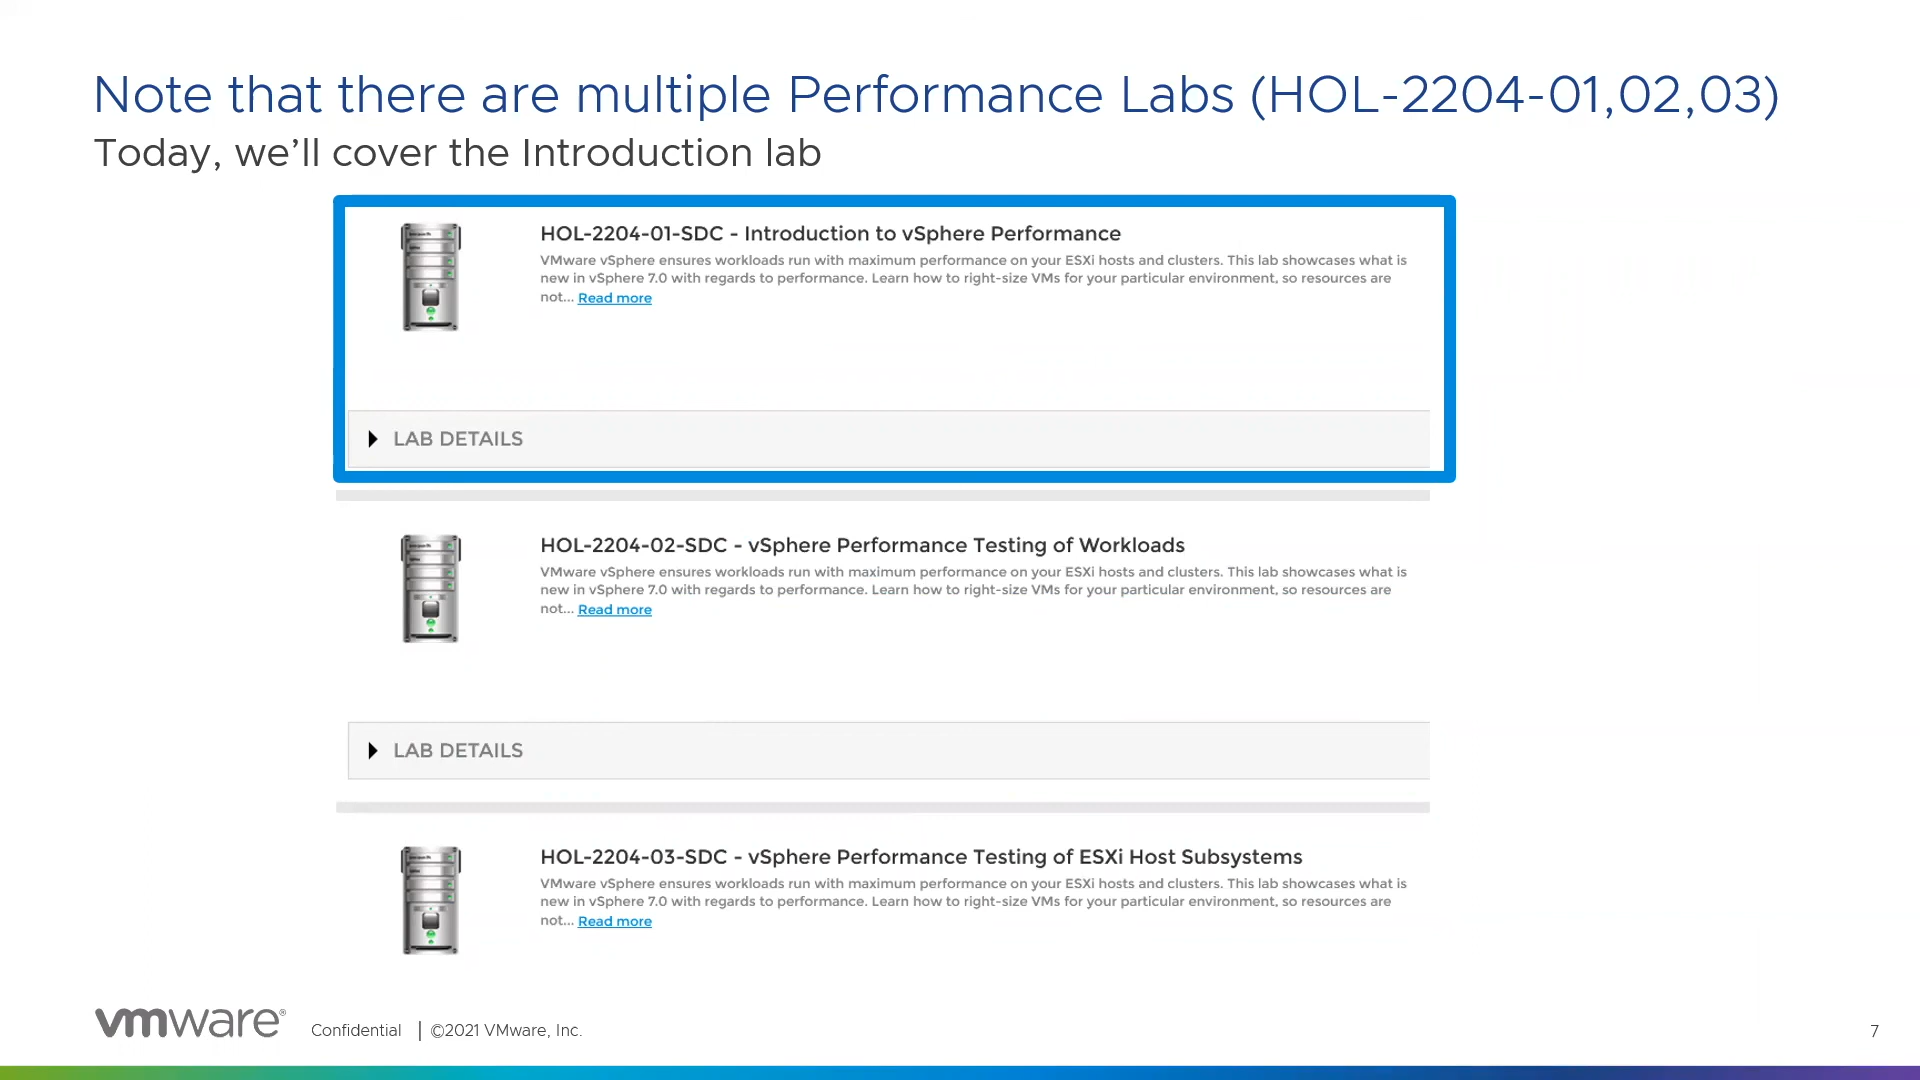 Note that there are multiple Performance Labs (HOL-2204-01,02,03)
Today, we’ll cover the Introduction lab
HOL-2204-01-SDC - Introduction to vSphere Performance
VMware vSphere ensures workloads run with maximum performance on your ESXi hosts and clusters. This lab showcases what is
new in vSphere 7.0 with regards to performance. Learn how to right-size VMs for your particular environment, so resources are
not... Read more
LAB DETAILS
HOL-2204-02-SDC - vSphere Performance Testing of Workloads
VMware vSphere ensures workloads run with maximum performance on your ESXi hosts and clusters. This lab showcases what is
new in vSphere 7.0 with regards to performance. Learn how to right-size VMs for your particular environment, so resources are
not... Read more
LAB DETAILS
HOL-2204-03-SDC - vSphere Performance Testing of ESXi Host Subsystems
VMware vSphere ensures workloads run with maximum performance on your ESXi hosts and clusters. This lab showcases what is
new in vSphere 7.0 with regards to performance. Learn how to right-size VMs for your particular environment, so resources are
not... Read more
vmware® Confidential | ©2021 VMware, Inc. 7